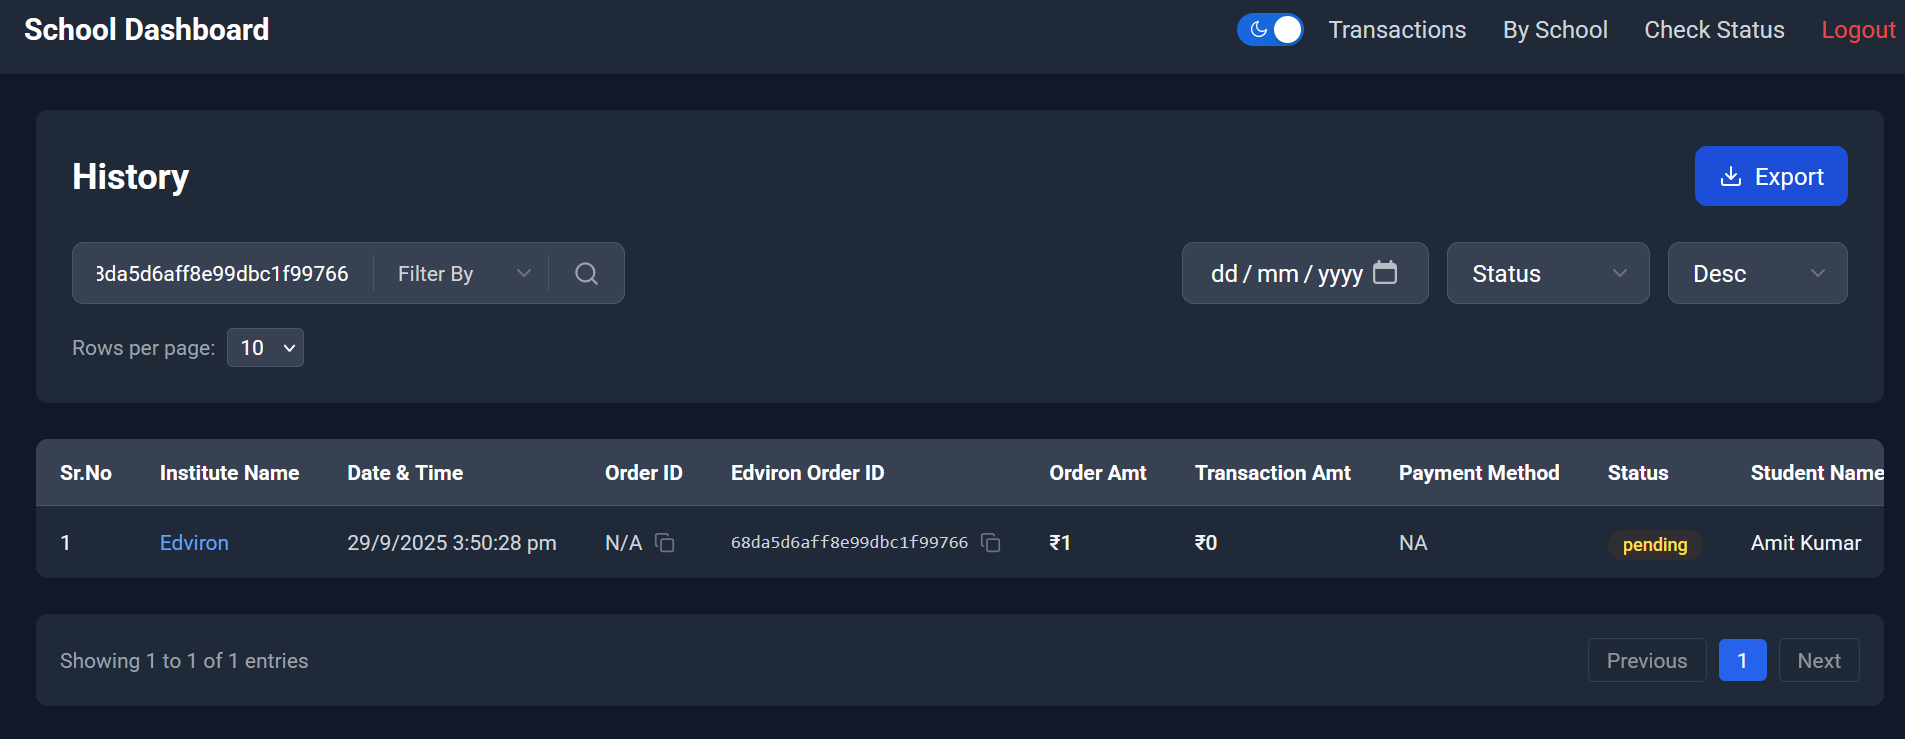 School Dashboard Transactions By School Check Status Logout
History Export
8da5d6aff8e99dbc1f99766 Filter By dd / mm / yyyy Status Desc
Rows per page: 10
Sr.No Institute Name Date & Time Order ID Edviron Order ID Order Amt Transaction Amt Payment Method Status Student Name
1 Edviron 29/9/2025 3:50:28 pm N/A 68da5d6aff8e99dbc1f99766 ₹1 ₹0 NA pending Amit Kumar
Showing 1 to 1 of 1 entries Previous 1 Next